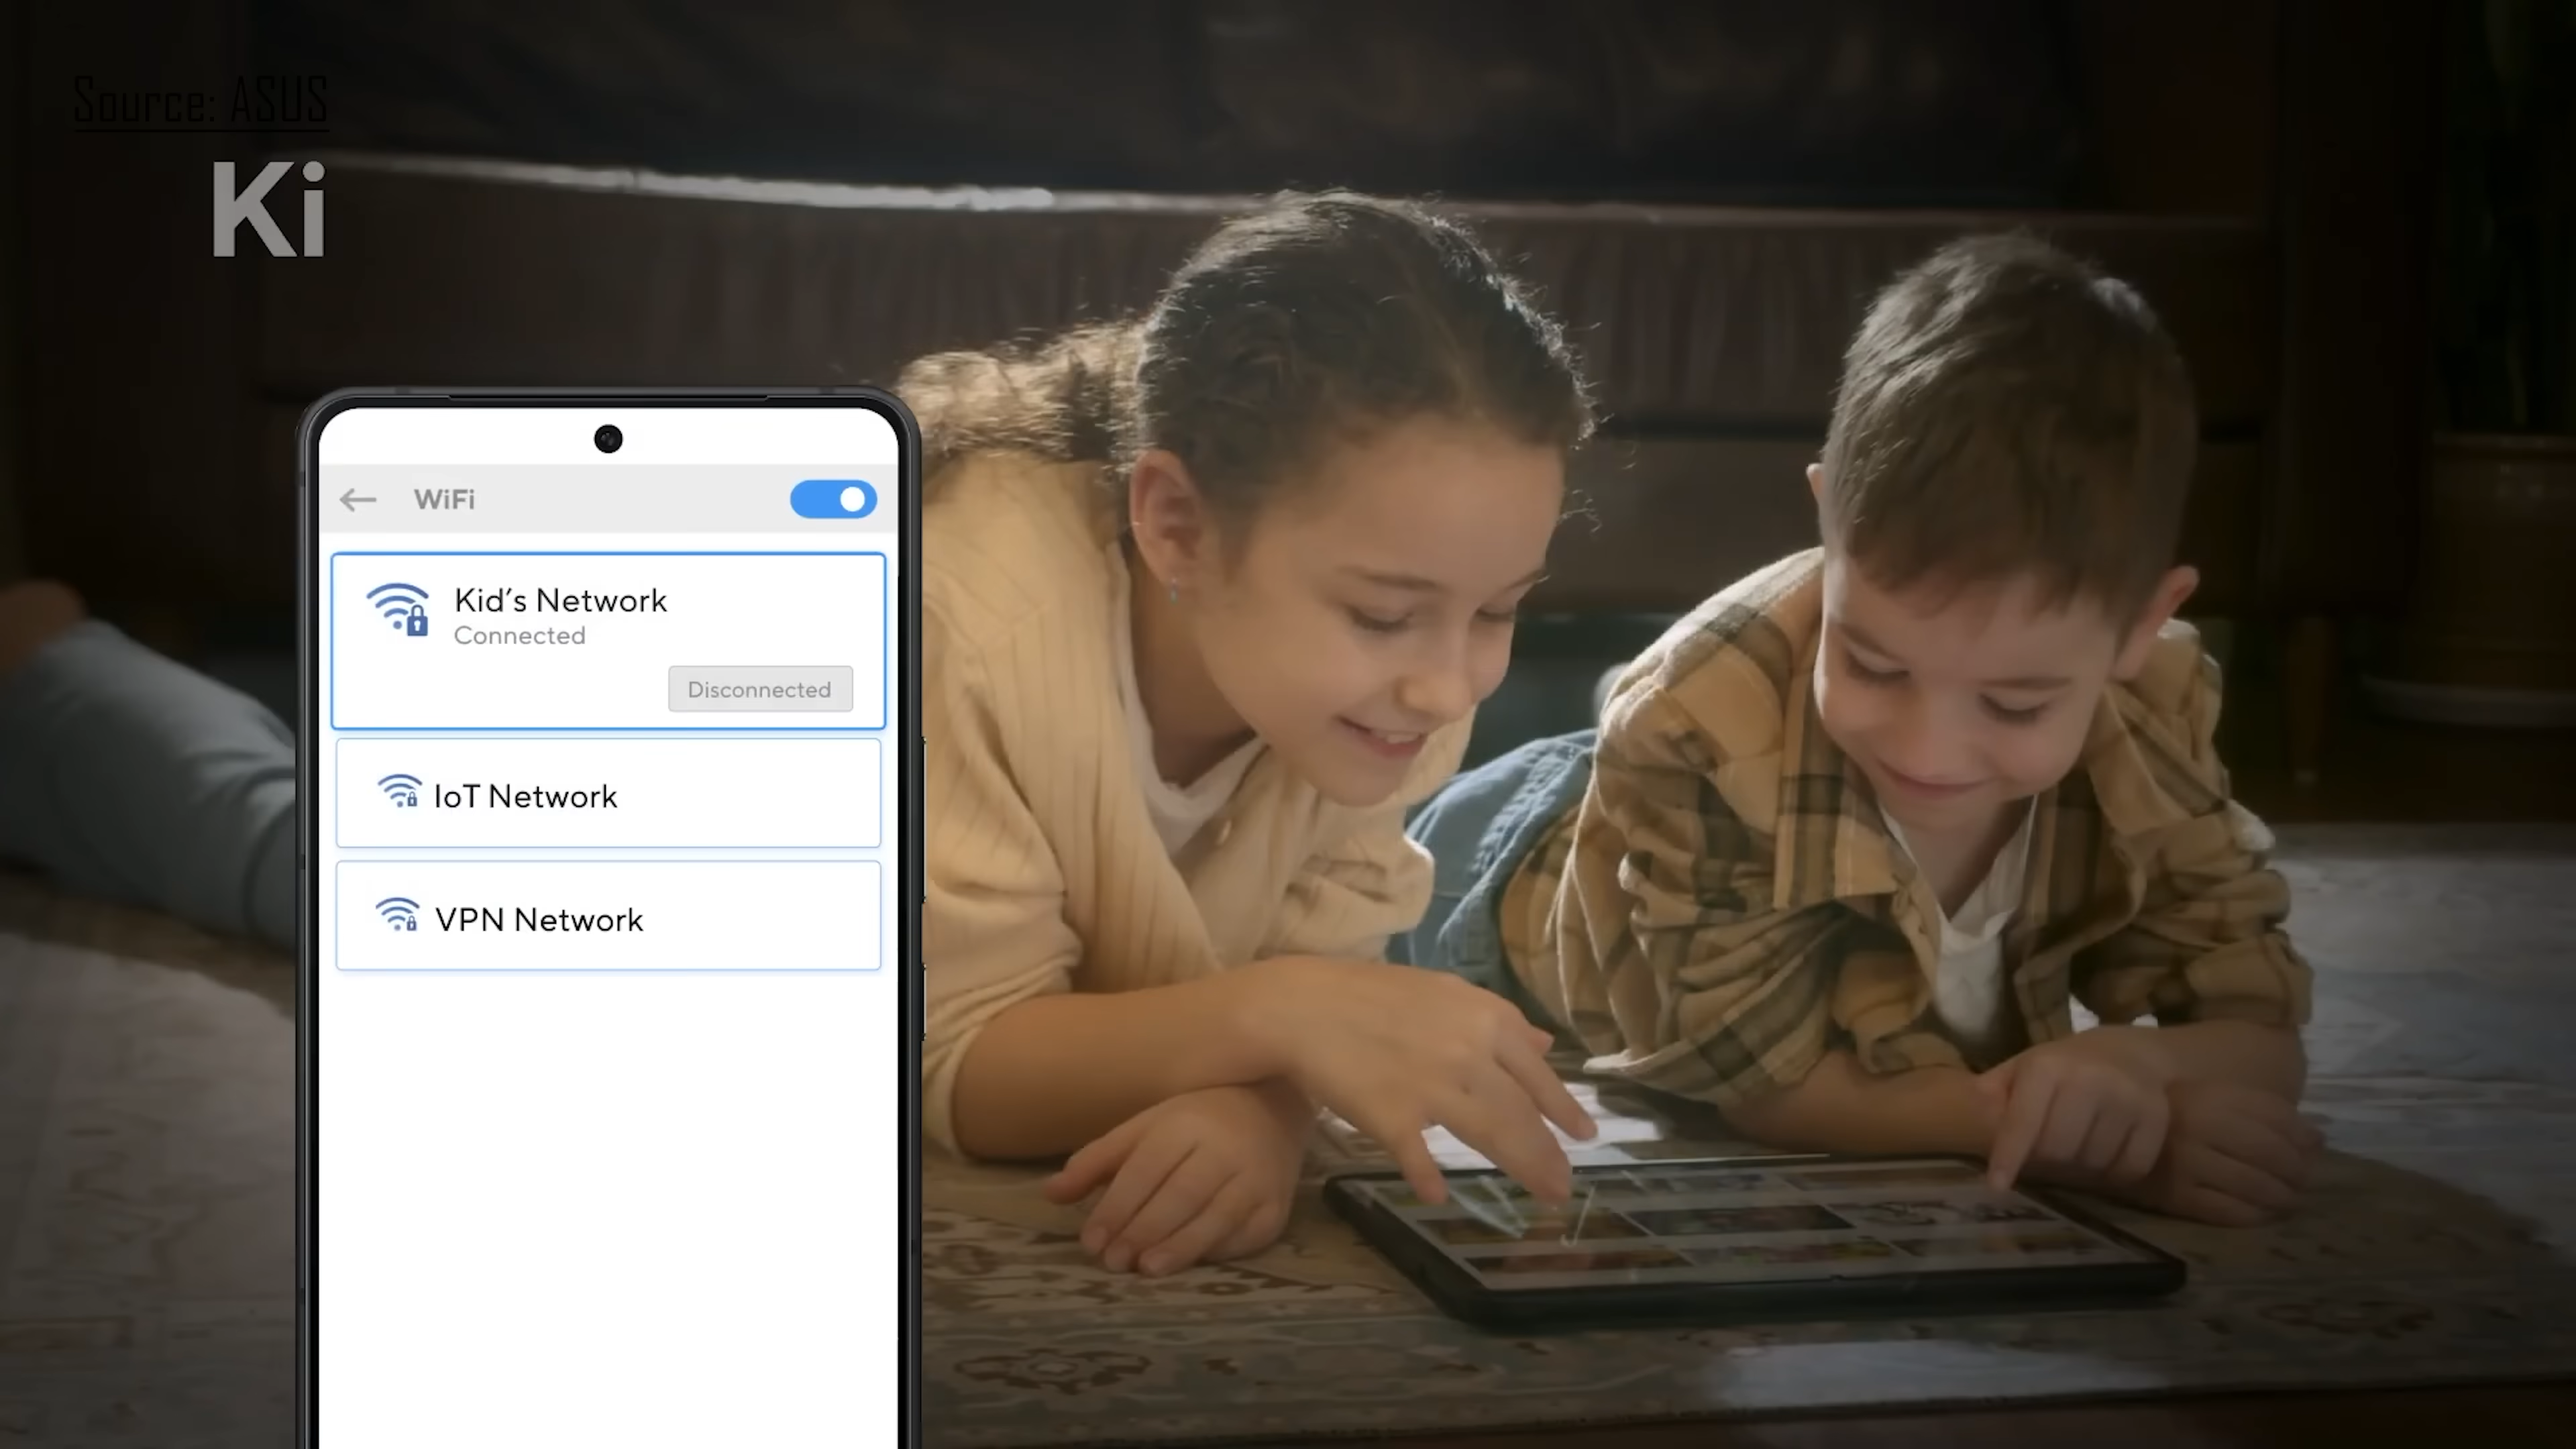 Source: ASUS
Ki
WiFi
Kid's Network
Connected
Disconnected
IoT Network
VPN Network